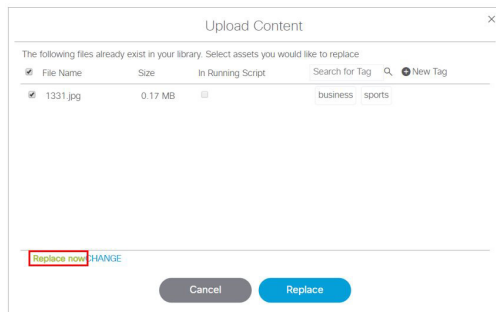 Upload Content
The following files already exist in your library. Select assets you would like to replace
File Name Size In Running Script Search for Tag New Tag
1331.jpg 0.17 MB business sports
Replace nowCHANGE
Cancel Replace